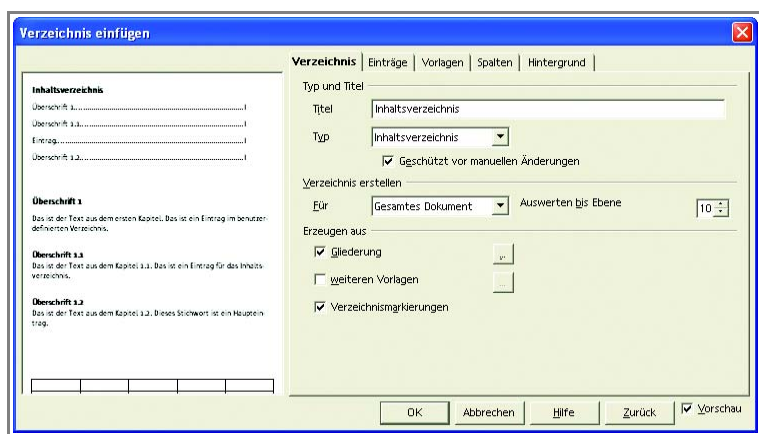 Verzeichnis einfügen
Verzeichnis Einträge Vorlagen Spalten Hintergrund
Inhaltsverzeichnis
Überschrift 1.....1
Überschrift 1.1.....1
Eintrag.....1
Überschrift 1.2.....1
Überschrift 1
Das ist der Text aus dem ersten Kapitel. Das ist ein Eintrag im benutzer-
definierten Verzeichnis.
Überschrift 1.1
Das ist der Text aus dem Kapitel 1.1. Das ist ein Eintrag für das Inhalts-
verzeichnis.
Überschrift 1.2
Das ist der Text aus dem Kapitel 1.2. Dieses Stichwort ist ein Hauptein-
trag.
Typ und Titel
Titel Inhaltsverzeichnis
Typ Inhaltsverzeichnis
Geschützt vor manuellen Änderungen
Verzeichnis erstellen
Für Gesamtes Dokument Auswerten bis Ebene 10
Erzeugen aus
Gliederung ...
weiteren Vorlagen ...
Verzeichnismarkierungen
OK Abbrechen Hilfe Zurück Vorschau